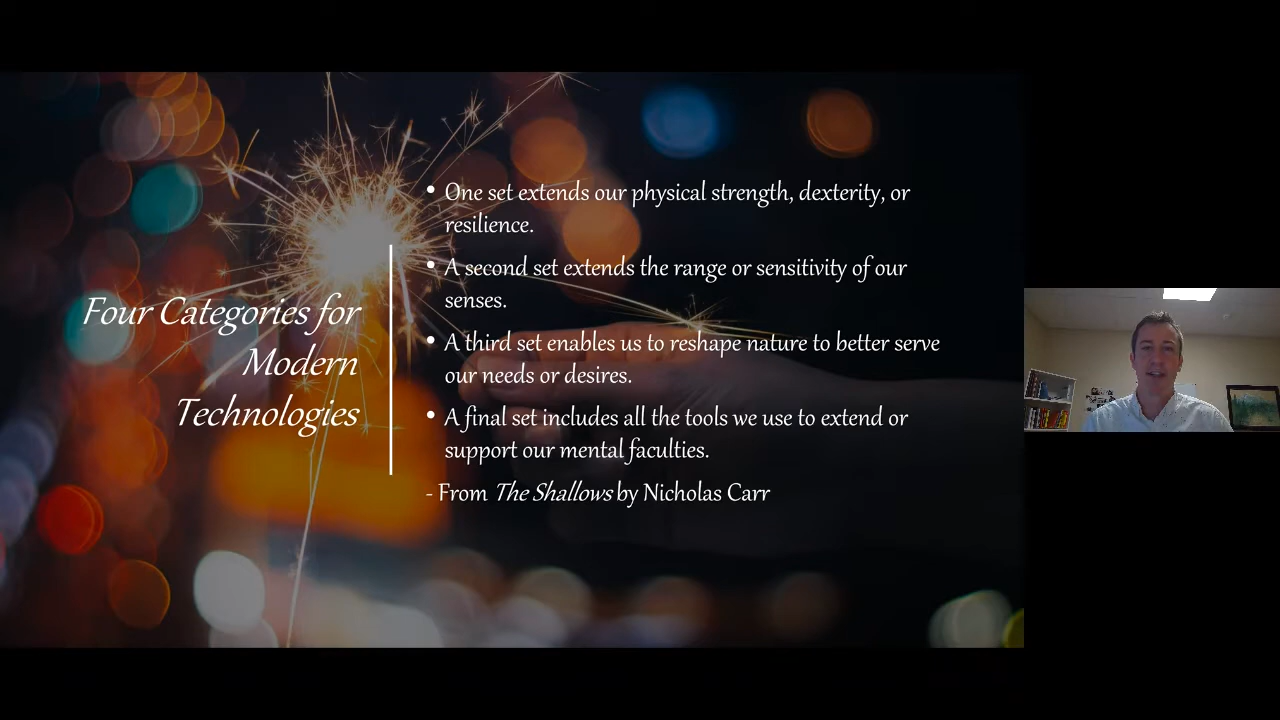 Four Categories for
Modern
Technologies
• One set extends our physical strength, dexterity, or
resilience.
• A second set extends the range or sensitivity of our
senses.
• A third set enables us to reshape nature to better serve
our needs or desires.
• A final set includes all the tools we use to extend or
support our mental faculties.
- From The Shallows by Nicholas Carr